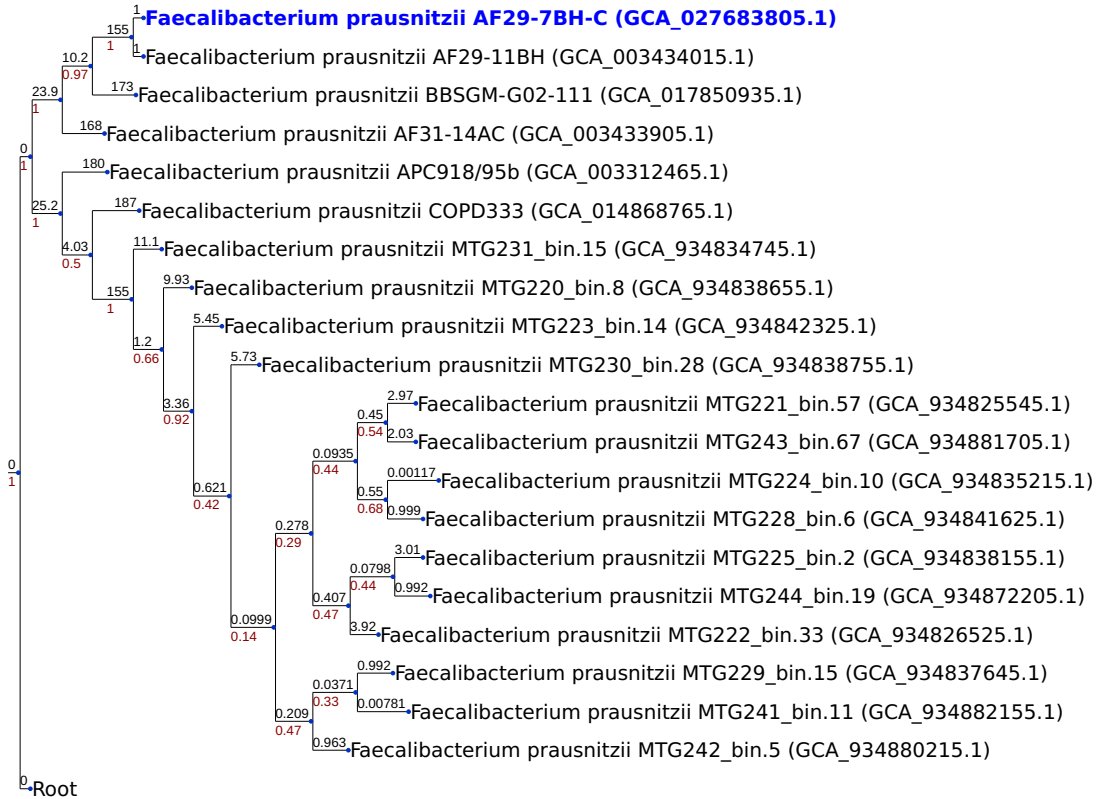 1
Faecalibacterium prausnitzii AF29-7BH-C (GCA_027683805.1)
155
1
1
Faecalibacterium prausnitzii AF29-11BH (GCA_003434015.1)
10.2
0.97
173
Faecalibacterium prausnitzii BBSGM-G02-111 (GCA_017850935.1)
23.9
1
168
Faecalibacterium prausnitzii AF31-14AC (GCA_003433905.1)
0
1
180
Faecalibacterium prausnitzii APC918/95b (GCA_003312465.1)
25.2
1
187
Faecalibacterium prausnitzii COPD333 (GCA_014868765.1)
4.03
0.5
11.1
Faecalibacterium prausnitzii MTG231_bin.15 (GCA_934834745.1)
155
1
9.93
Faecalibacterium prausnitzii MTG220_bin.8 (GCA_934838655.1)
1.2
0.66
5.45
Faecalibacterium prausnitzii MTG223_bin.14 (GCA_934842325.1)
3.36
0.92
5.73
Faecalibacterium prausnitzii MTG230_bin.28 (GCA_934838755.1)
2.97
Faecalibacterium prausnitzii MTG221_bin.57 (GCA_934825545.1)
0.45
0.54
2.03
Faecalibacterium prausnitzii MTG243_bin.67 (GCA_934881705.1)
0.0935
0.44
0.00117
Faecalibacterium prausnitzii MTG224_bin.10 (GCA_934835215.1)
0.55
0.68
0.999
Faecalibacterium prausnitzii MTG228_bin.6 (GCA_934841625.1)
0
1
0.621
0.42
0.278
0.29
3.01
Faecalibacterium prausnitzii MTG225_bin.2 (GCA_934838155.1)
0.0798
0.44
0.992
Faecalibacterium prausnitzii MTG244_bin.19 (GCA_934872205.1)
0.407
0.47
3.92
Faecalibacterium prausnitzii MTG222_bin.33 (GCA_934826525.1)
0.0999
0.14
0.992
Faecalibacterium prausnitzii MTG229_bin.15 (GCA_934837645.1)
0.0371
0.33
0.00781
Faecalibacterium prausnitzii MTG241_bin.11 (GCA_934882155.1)
0.209
0.47
0.963
Faecalibacterium prausnitzii MTG242_bin.5 (GCA_934880215.1)
0
Root